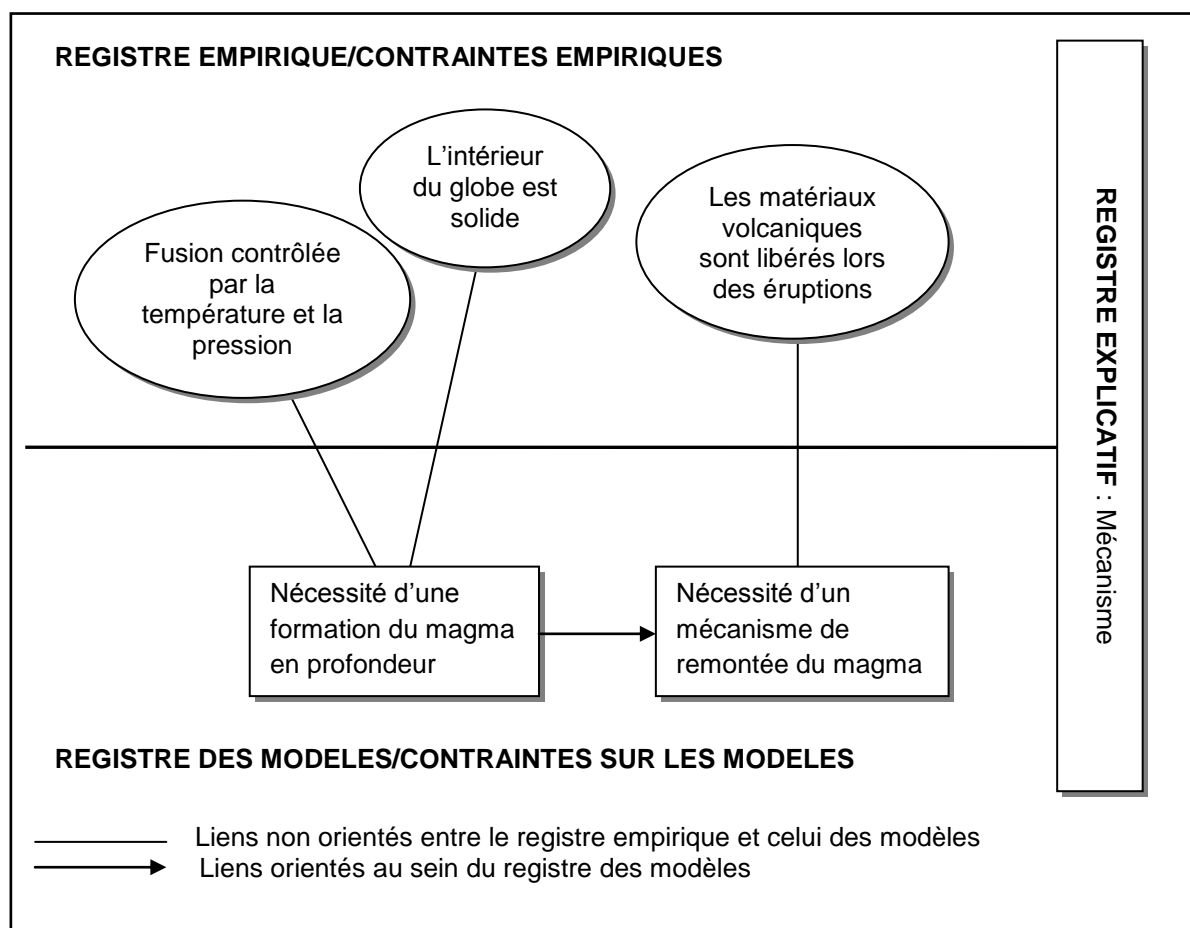 REGISTRE EMPIRIQUE/CONTRAINTES EMPIRIQUES
Fusion contrôlée
par la
température et la
pression
L’intérieur
du globe est
solide
Les matériaux
volcaniques
sont libérés lors
des éruptions
REGISTRE EXPLICATIF : Mécanisme
Nécessité d’une
formation du magma
en profondeur
Nécessité d’un
mécanisme de
remontée du magma
REGISTRE DES MODELES/CONTRAINTES SUR LES MODELES
Liens non orientés entre le registre empirique et celui des modèles
Liens orientés au sein du registre des modèles